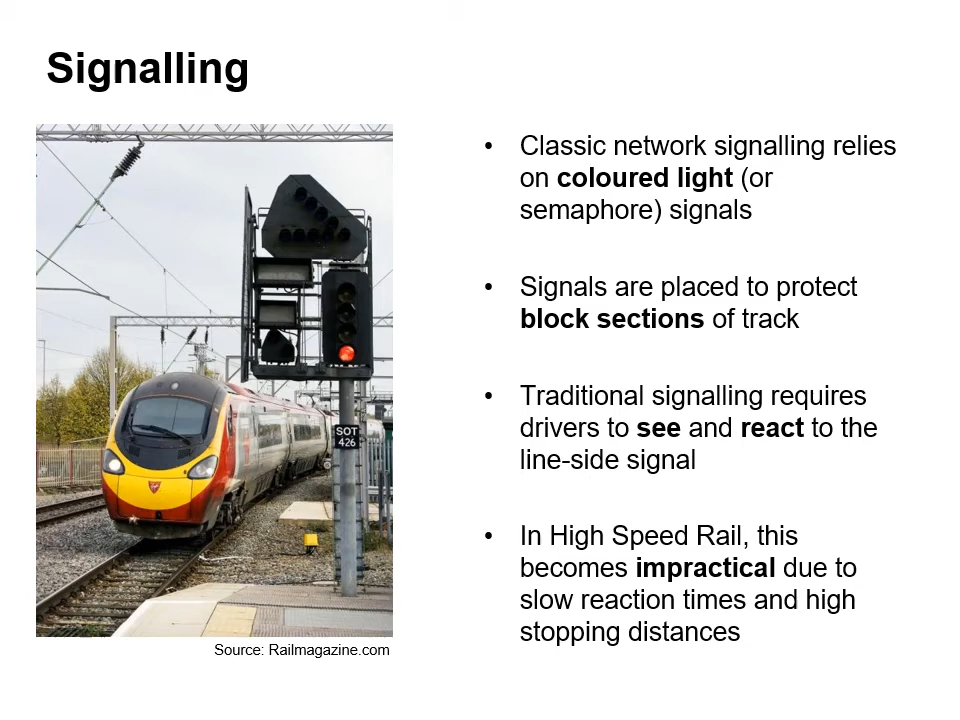 Signalling
SOT
426
Source: Railmagazine.com
• Classic network signalling relies
on coloured light (or
semaphore) signals
• Signals are placed to protect
block sections of track
• Traditional signalling requires
drivers to see and react to the
line-side signal
• In High Speed Rail, this
becomes impractical due to
slow reaction times and high
stopping distances